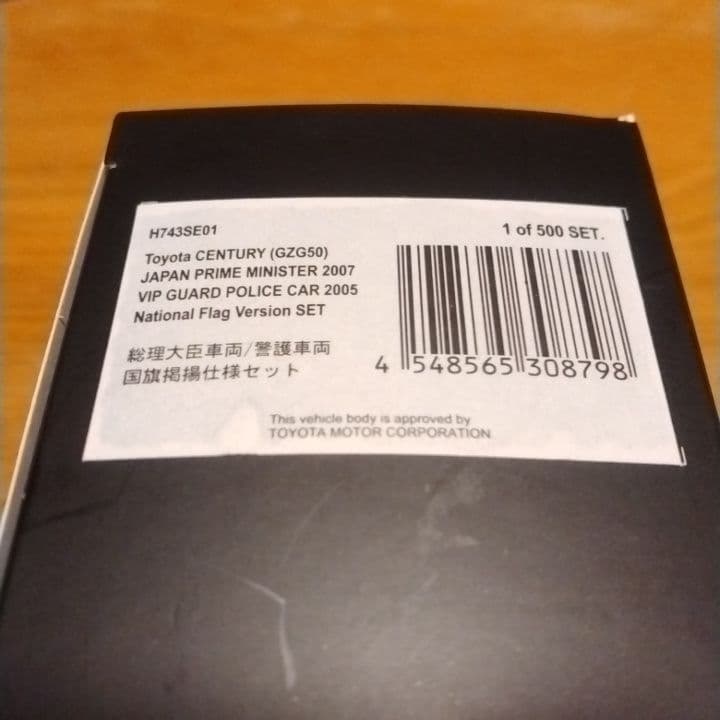 H743SE01
1 of 500 SET.
Toyota CENTURY (GZG50)
JAPAN PRIME MINISTER 2007
VIP GUARD POLICE CAR 2005
National Flag Version SET
総理大臣車両/警護車両
国旗掲揚仕様セット
4 548565 308798
This vehicle body is approved by
TOYOTA MOTOR CORPORATION